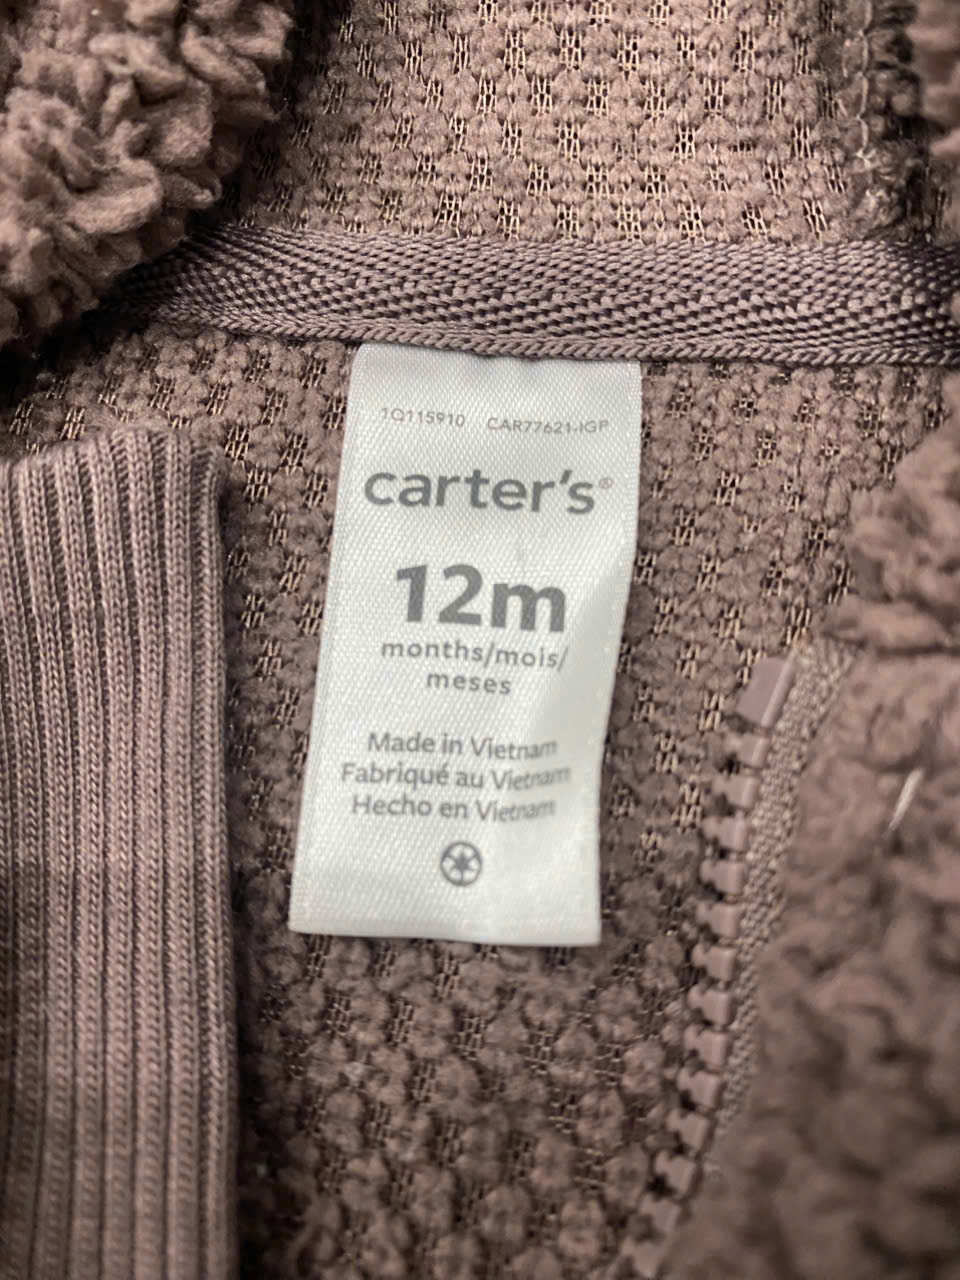 1Q115910 CAR77621-IGP
carter's®
12m
months/mois/
meses
Made in Vietnam
Fabriqué au Vietnam
Hecho en Vietnam